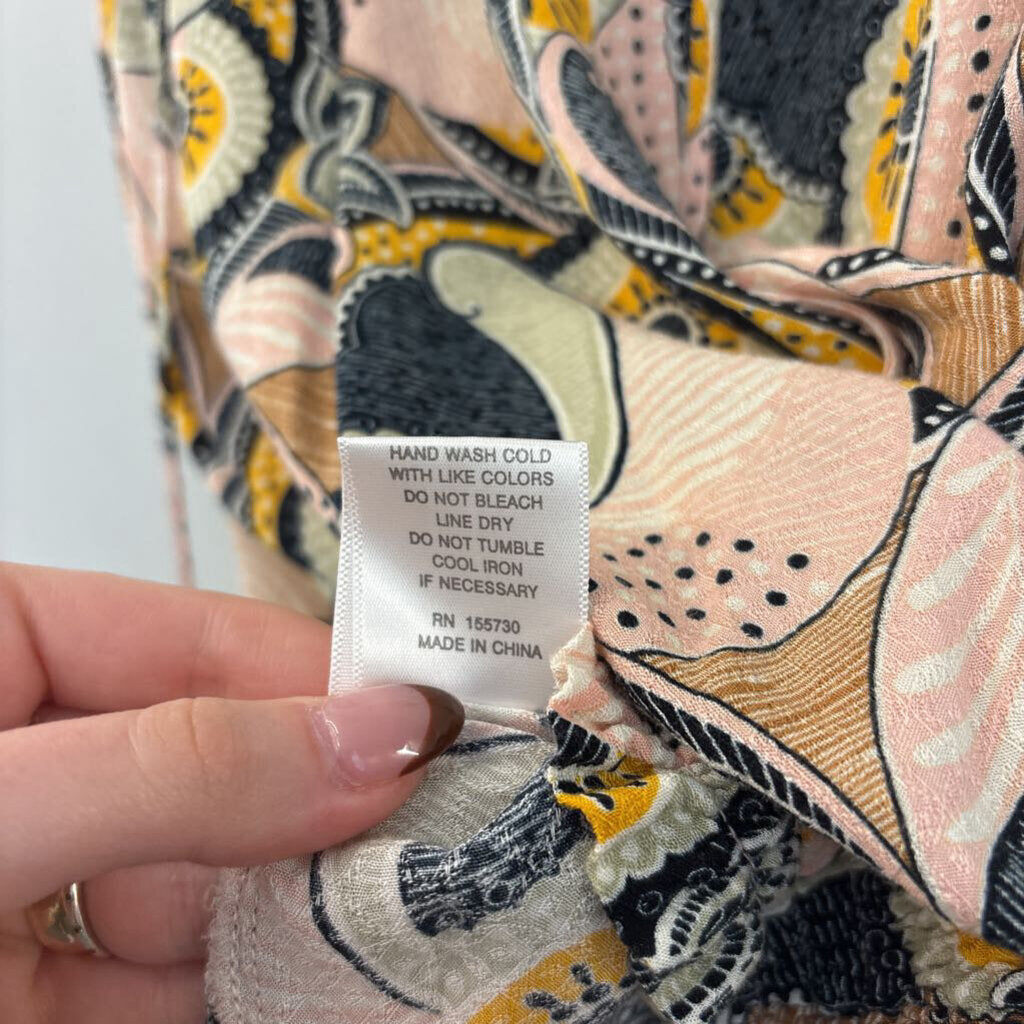 HAND WASH COLD
WITH LIKE COLORS
DO NOT BLEACH
LINE DRY
DO NOT TUMBLE
COOL IRON
IF NECESSARY
RN 155730
MADE IN CHINA